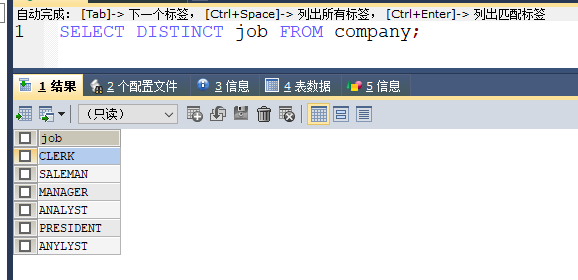 自动完成: [Tab]-> 下一个标签, [Ctrl+Space]-> 列出所有标签, [Ctrl+Enter]-> 列出匹配标签
1 SELECT DISTINCT job FROM company;
1 结果 2 个配置文件 3 信息 4 表数据 5 信息
(只读)
job
CLERK
SALEMAN
MANAGER
ANALYST
PRESIDENT
ANYLYST